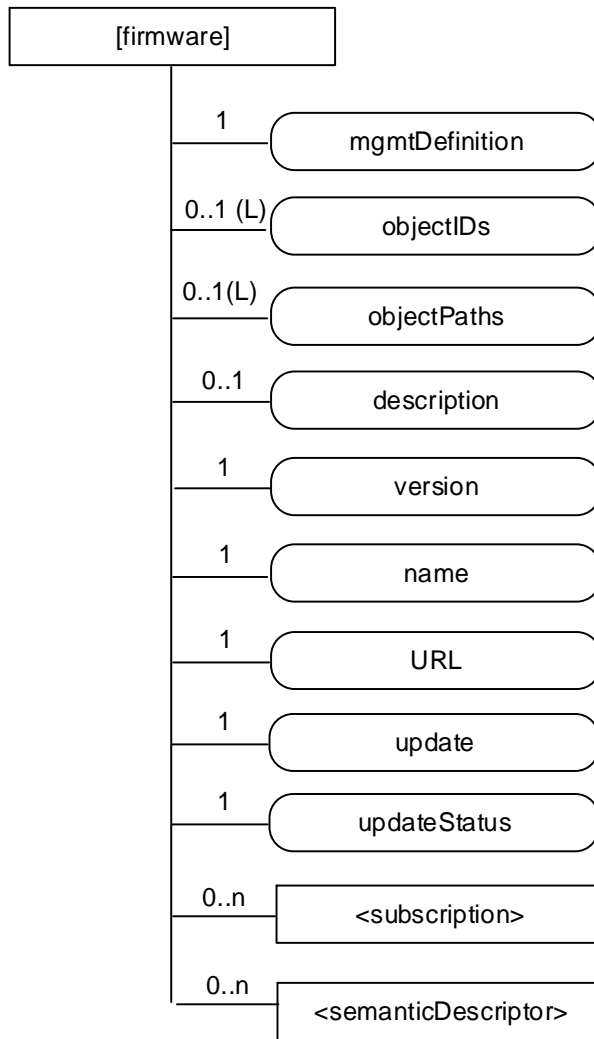 [firmware]
1
mgmtDefinition
0..1 (L)
objectIDs
0..1(L)
objectPaths
0..1
description
1
version
1
name
1
URL
1
update
1
updateStatus
0..n
<subscription>
0..n
<semanticDescriptor>